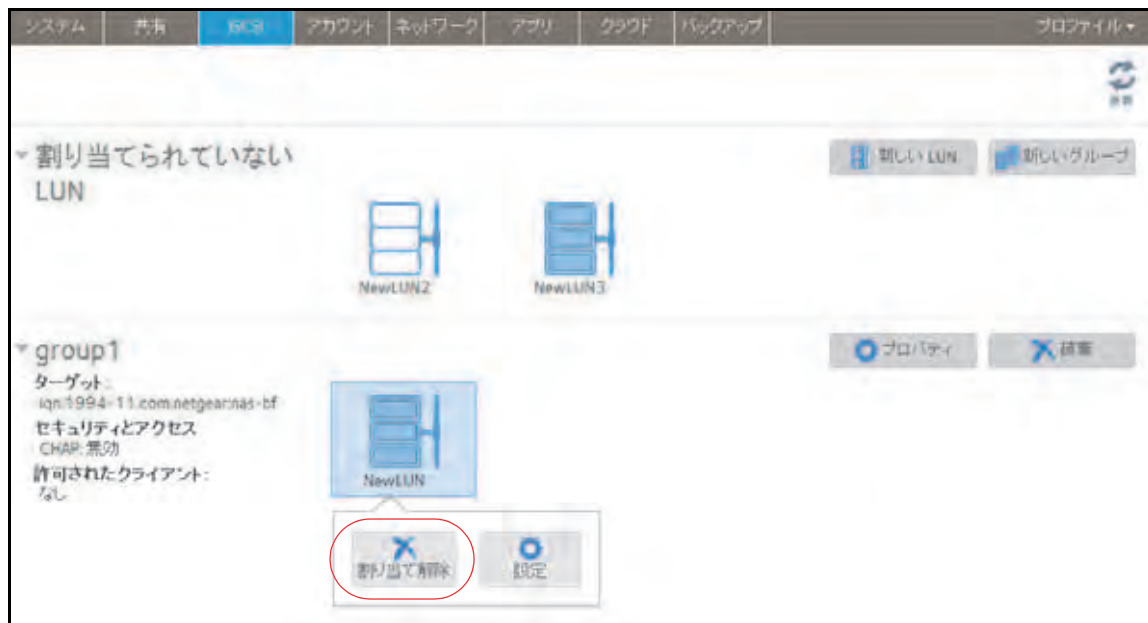 システム 共有 iSCSI アカウント ネットワーク アプリ クラウド バックアップ プロファイル
更新
割り当てられていない
LUN
新しい LUN 新しいグループ
NewLUN2 NewLUN3
group1
プロパティ 破棄
ターゲット:
iqn.1994-11.com.netgear:nas-bf
セキュリティとアクセス
CHAP: 無効
許可されたクライアント:
なし
NewLUN
割り当て解除 設定